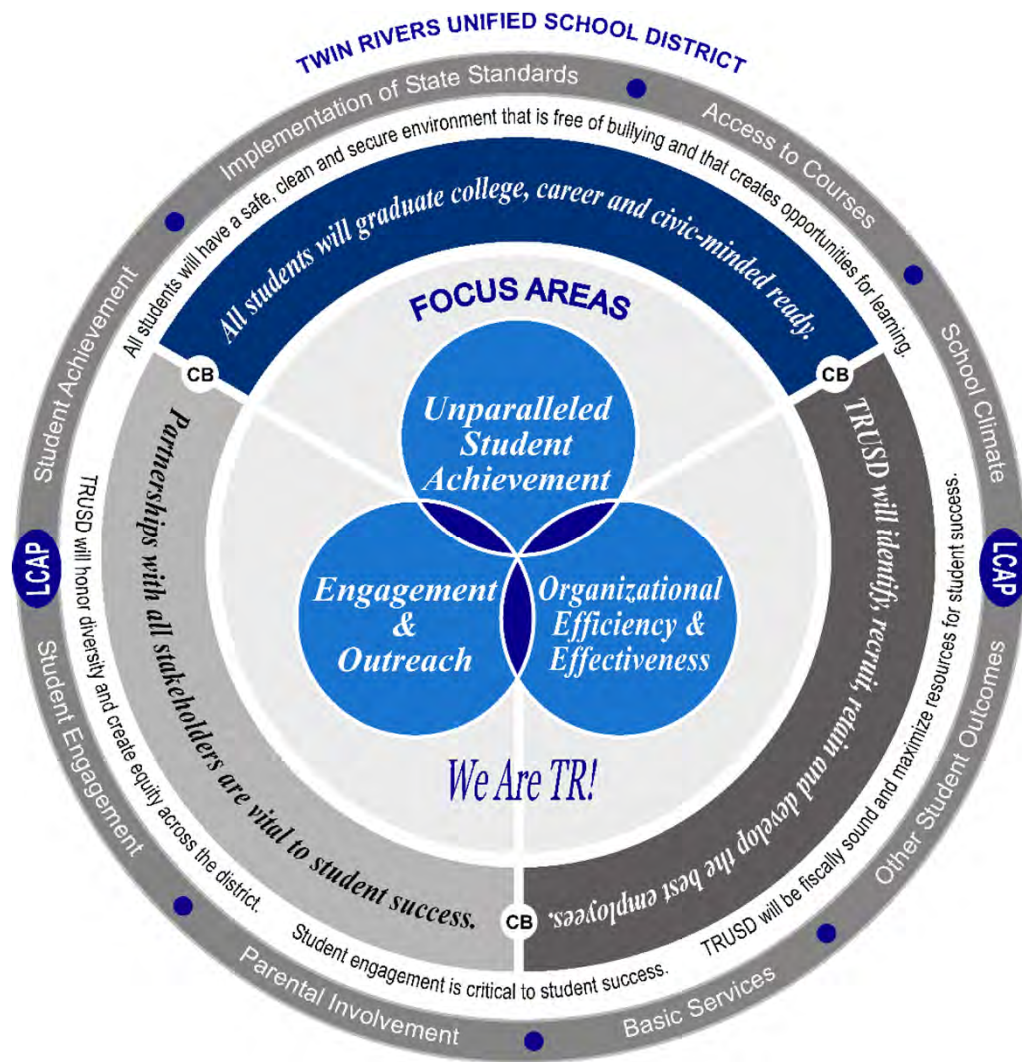 TWIN RIVERS UNIFIED SCHOOL DISTRICT
Implementation of State Standards
Access to Courses
School Climate
LCAP
Other Student Outcomes
Basic Services
Parental Involvement
Student Engagement
LCAP
Student Achievement
All students will have a safe, clean and secure environment that is free of bullying and that creates opportunities for learning.
TRUSD will be fiscally sound and maximize resources for student success.
Student engagement is critical to student success.
TRUSD will honor diversity and create equity across the district.
All students will graduate college, career and civic-minded ready.
CB
TRUSD will identify, recruit, retain and develop the best employees.
CB
Partnerships with all stakeholders are vital to student success.
CB
FOCUS AREAS
Unparalleled
Student
Achievement
Engagement
&
Outreach
Organizational
Efficiency &
Effectiveness
We Are TR!